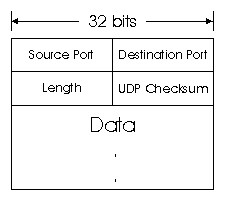 32 bits
Source Port Destination Port
Length UDP Checksum
Data